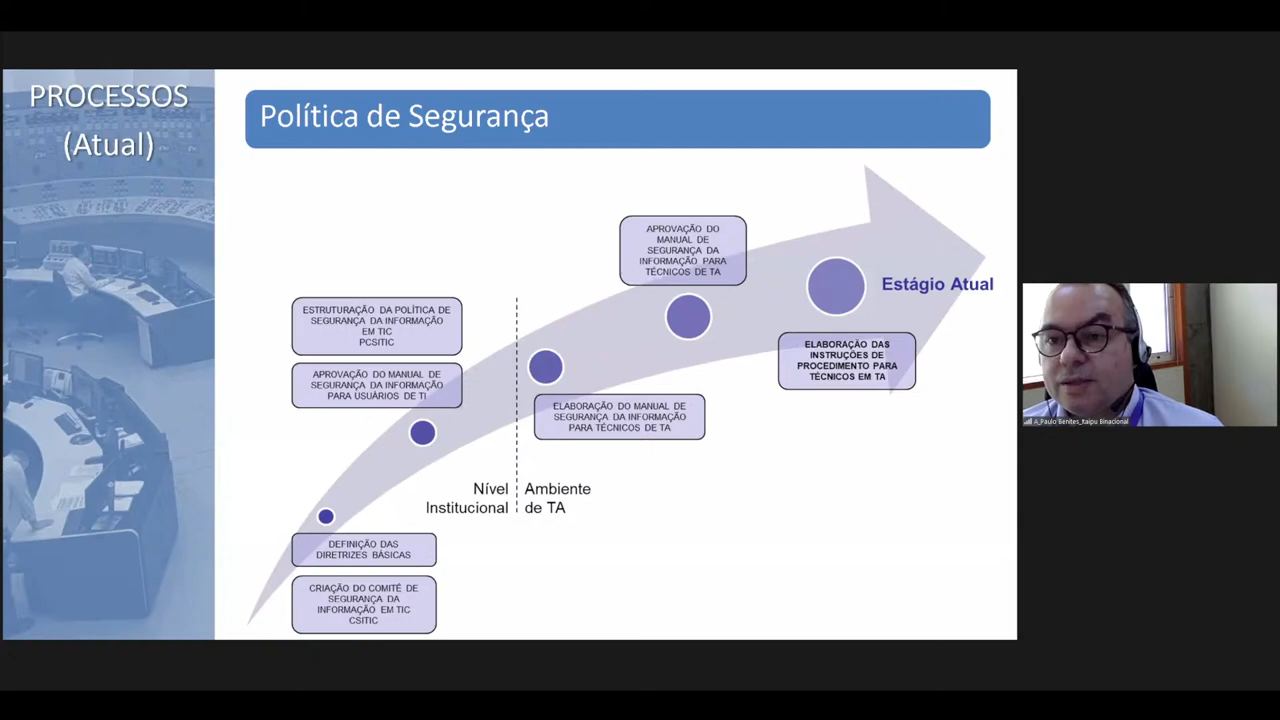 PROCESSOS
(Atual)
Política de Segurança
APROVAÇÃO DO
MANUAL DE
SEGURANÇA DA
INFORMAÇÃO PARA
TÉCNICOS DE TA
Estágio Atual
ELABORAÇÃO DAS
INSTRUÇÕES DE
PROCEDIMENTO PARA
TÉCNICOS EM TA
ESTRUTURAÇÃO DA POLÍTICA DE
SEGURANÇA DA INFORMAÇÃO
EM TIC
PCSITIC
APROVAÇÃO DO MANUAL DE
SEGURANÇA DA INFORMAÇÃO
PARA USUÁRIOS DE TI
ELABORAÇÃO DO MANUAL DE
SEGURANÇA DA INFORMAÇÃO
PARA TÉCNICOS DE TA
Nível
Institucional
Ambiente
de TA
DEFINIÇÃO DAS
DIRETRIZES BÁSICAS
CRIAÇÃO DO COMITÉ DE
SEGURANÇA DA
INFORMAÇÃO EM TIC
CSITIC
A_Paulo Benites_Itaipu Binacional